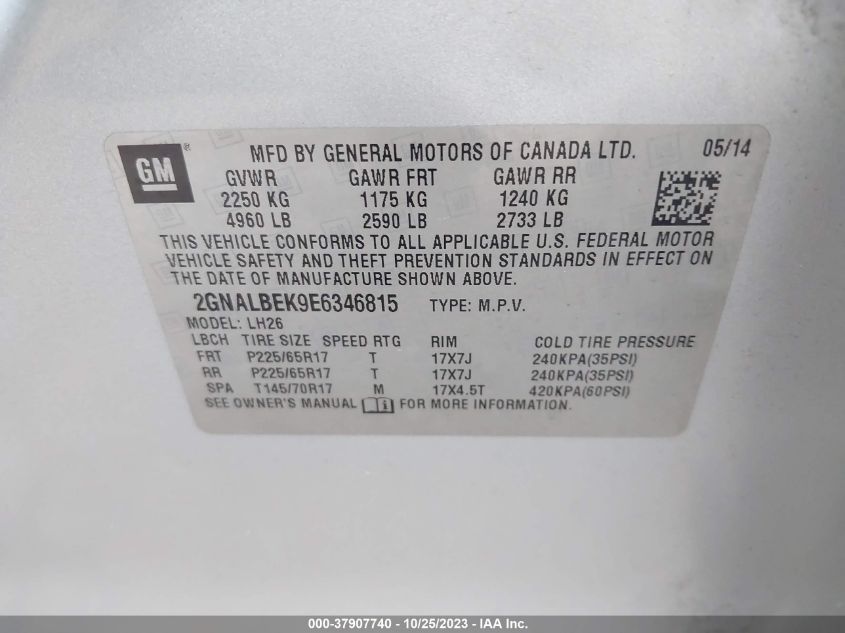 GM ® MFD BY GENERAL MOTORS OF CANADA LTD. 05/14
GVWR GAWR FRT GAWR RR
2250 KG 1175 KG 1240 KG
4960 LB 2590 LB 2733 LB
THIS VEHICLE CONFORMS TO ALL APPLICABLE U.S. FEDERAL MOTOR
VEHICLE SAFETY AND THEFT PREVENTION STANDARDS IN EFFECT ON
THE DATE OF MANUFACTURE SHOWN ABOVE.
2GNALBEK9E6346815 TYPE: M.P.V.
MODEL: LH26
LBCH TIRE SIZE SPEED RTG RIM COLD TIRE PRESSURE
FRT P225/65R17 T 17X7J 240KPA(35PSI)
RR P225/65R17 T 17X7J 240KPA(35PSI)
SPA T145/70R17 M 17X4.5T 420KPA(60PSI)
SEE OWNER'S MANUAL i FOR MORE INFORMATION.
000-37907740 - 10/25/2023 - IAA Inc.